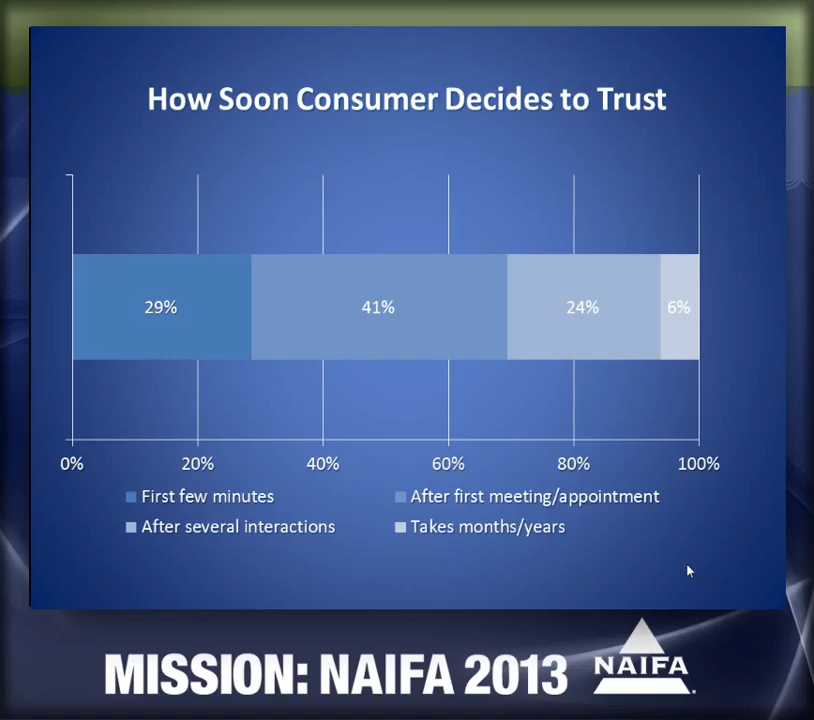 How Soon Consumer Decides to Trust
29% 41% 24% 6%
0% 20% 40% 60% 80% 100%
First few minutes After first meeting/appointment
After several interactions Takes months/years
MISSION: NAIFA 2013 NAIFA